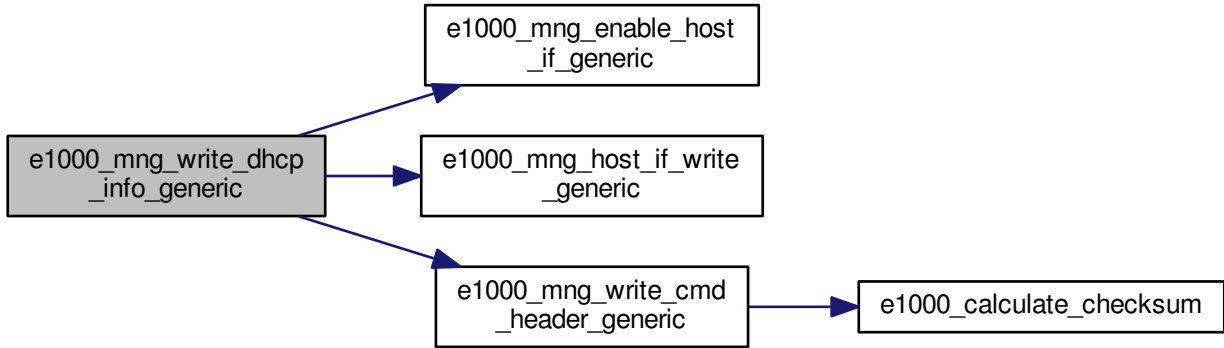 e1000_mng_enable_host
_if_generic
e1000_mng_write_dhcp
_info_generic
e1000_mng_host_if_write
_generic
e1000_mng_write_cmd
_header_generic
e1000_calculate_checksum